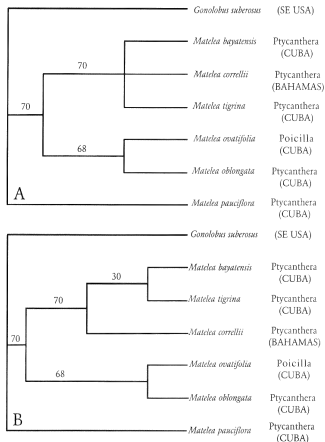 Gonolobus suberosus (SE USA)
Matelea bayatensis Ptycanthera
(CUBA)
70
Matelea correllii Ptycanthera
(BAHAMAS)
Matelea tigrina Ptycanthera
(CUBA)
70
Matelea ovatifolia Poicilla
(CUBA)
68
Matelea oblongata Ptycanthera
(CUBA)
A
Matelea pauciflora Ptycanthera
(CUBA)
Gonolobus suberosus (SE USA)
Matelea bayatensis Ptycanthera
(CUBA)
30
70
Matelea tigrina Ptycanthera
(CUBA)
Matelea correllii Ptycanthera
(BAHAMAS)
70
Matelea ovatifolia Poicilla
(CUBA)
68
Matelea oblongata Ptycanthera
(CUBA)
B
Matelea pauciflora Ptycanthera
(CUBA)